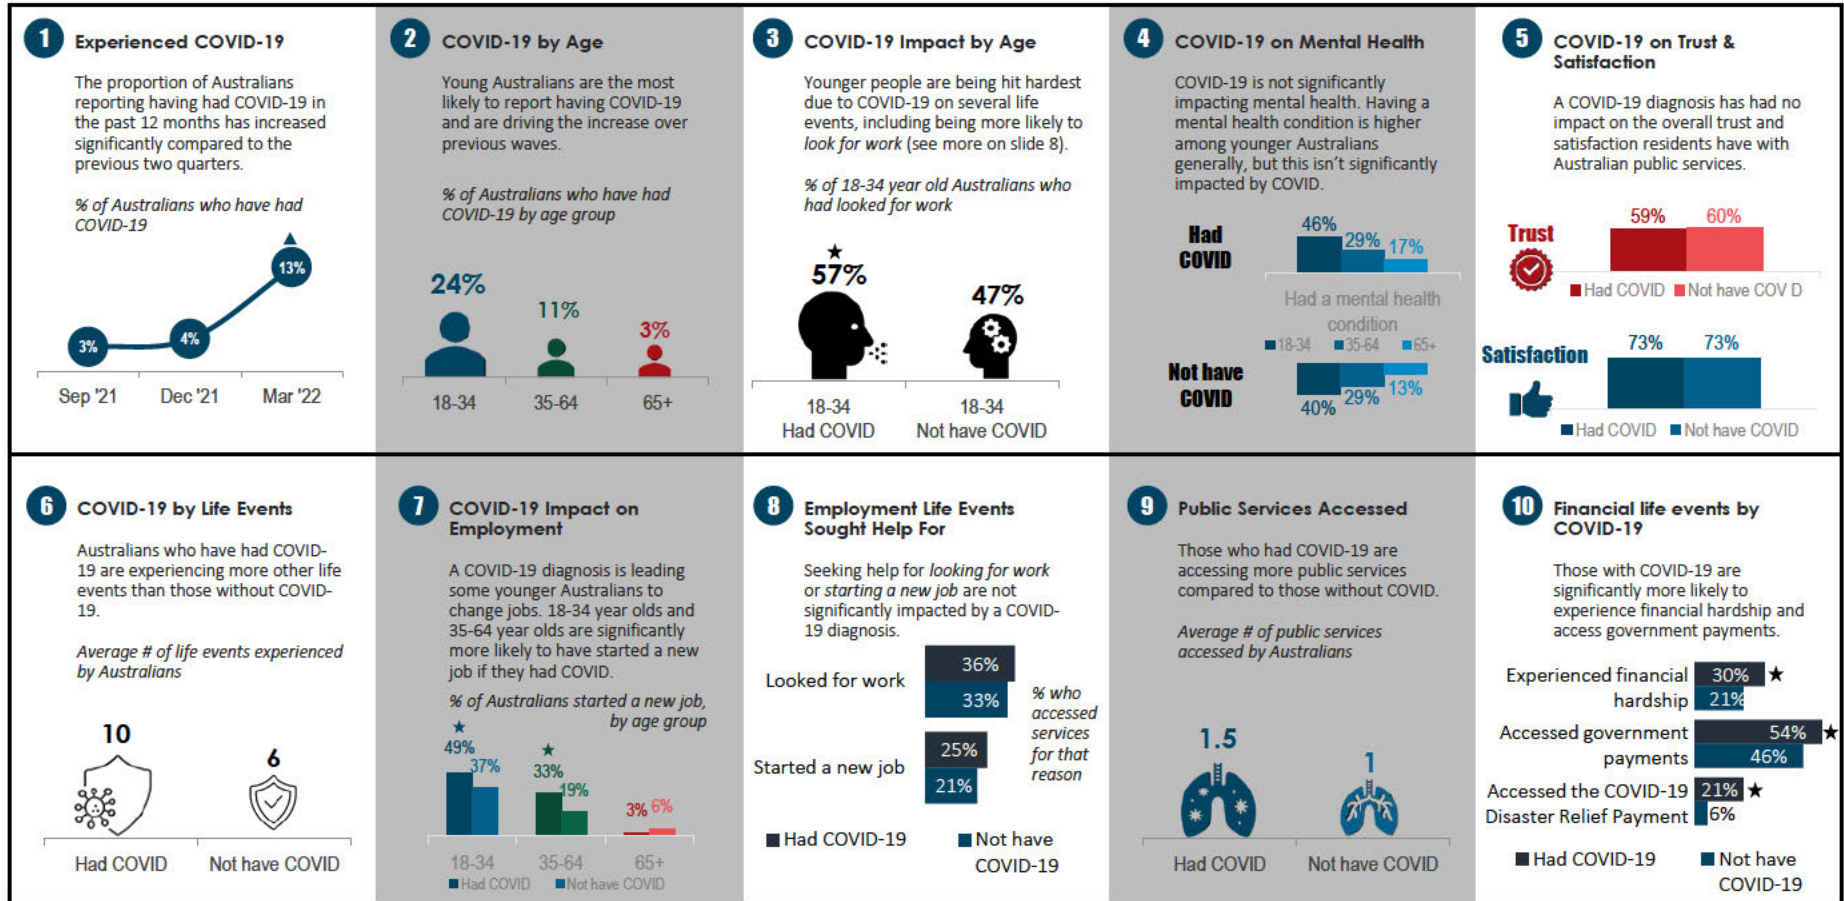 1
Experienced COVID-19
The proportion of Australians
reporting having had COVID-19 in
the past 12 months has increased
significantly compared to the
previous two quarters.
% of Australians who have had
COVID-19
13%
3%
4%
Sep '21 Dec '21 Mar '22
2
COVID-19 by Age
Young Australians are the most
likely to report having COVID-19
and are driving the increase over
previous waves.
% of Australians who have had
COVID-19 by age group
24%
11%
3%
18-34 35-64 65+
3
COVID-19 Impact by Age
Younger people are being hit hardest
due to COVID-19 on several life
events, including being more likely to
look for work (see more on slide 8).
% of 18-34 year old Australians who
had looked for work
57%
47%
18-34 18-34
Had COVID Not have COVID
4
COVID-19 on Mental Health
COVID-19 is not significantly
impacting mental health. Having a
mental health condition is higher
among younger Australians
generally, but this isn't significantly
impacted by COVID.
Had
COVID
46%
29%
17%
Had a mental health
condition
18-34 35-64 65+
Not have
COVID
40%
29%
13%
5
COVID-19 on Trust &
Satisfaction
A COVID-19 diagnosis has had no
impact on the overall trust and
satisfaction residents have with
Australian public services.
59% 60%
Trust
Had COVID Not have COV D
73% 73%
Satisfaction
Had COVID Not have COVID
6
COVID-19 by Life Events
Australians who have had COVID-
19 are experiencing more other life
events than those without COVID-
19.
Average # of life events experienced
by Australians
10
6
Had COVID Not have COVID
7
COVID-19 Impact on
Employment
A COVID-19 diagnosis is leading
some younger Australians to
change jobs. 18-34 year olds and
35-64 year olds are significantly
more likely to have started a new
job if they had COVID.
% of Australians started a new job,
by age group
49%
37%
33%
19%
3% 6%
18-34 35-64 65+
Had COVID Not have COVID
8
Employment Life Events
Sought Help For
Seeking help for looking for work
or starting a new job are not
significantly impacted by a COVID-
19 diagnosis.
Looked for work
36%
33%
% who
accessed
services
for that
reason
Started a new job
25%
21%
Had COVID-19 Not have
COVID-19
9
Public Services Accessed
Those who had COVID-19 are
accessing more public services
compared to those without COVID.
Average # of public services
accessed by Australians
1.5
1
Had COVID Not have COVID
10
Financial life events by
COVID-19
Those with COVID-19 are
significantly more likely to
experience financial hardship and
access government payments.
Experienced financial 30%
hardship 21%
Accessed government 54%
payments 46%
Accessed the COVID-19 21%
Disaster Relief Payment 6%
Had COVID-19 Not have
COVID-19